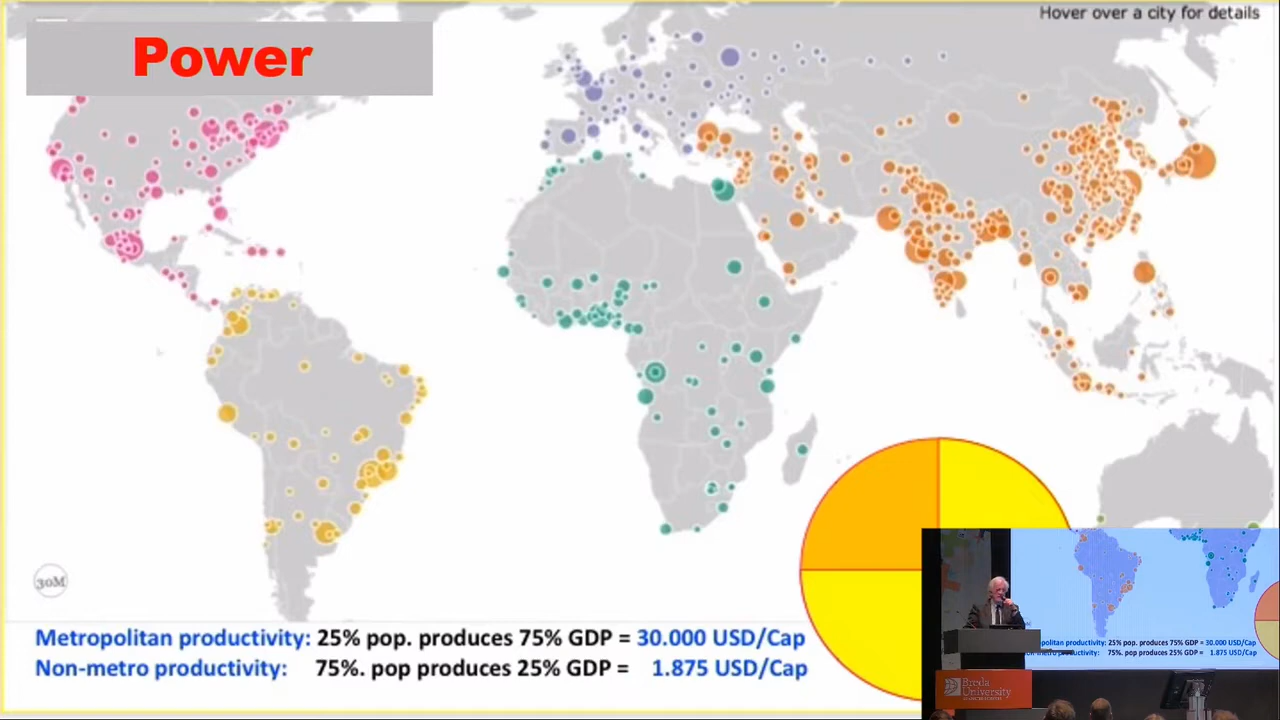 Hover over a city for details
Power
30M
Metropolitan productivity: 25% pop. produces 75% GDP = 30.000 USD/Cap
Non-metro productivity: 75%. pop produces 25% GDP = 1.875 USD/Cap
politan productivity: 25% pop. produces 75% GDP = 30.000 USD/Cap
productivity: 75%. pop produces 25% GDP = 1.875 USD/Cap
Breda
University